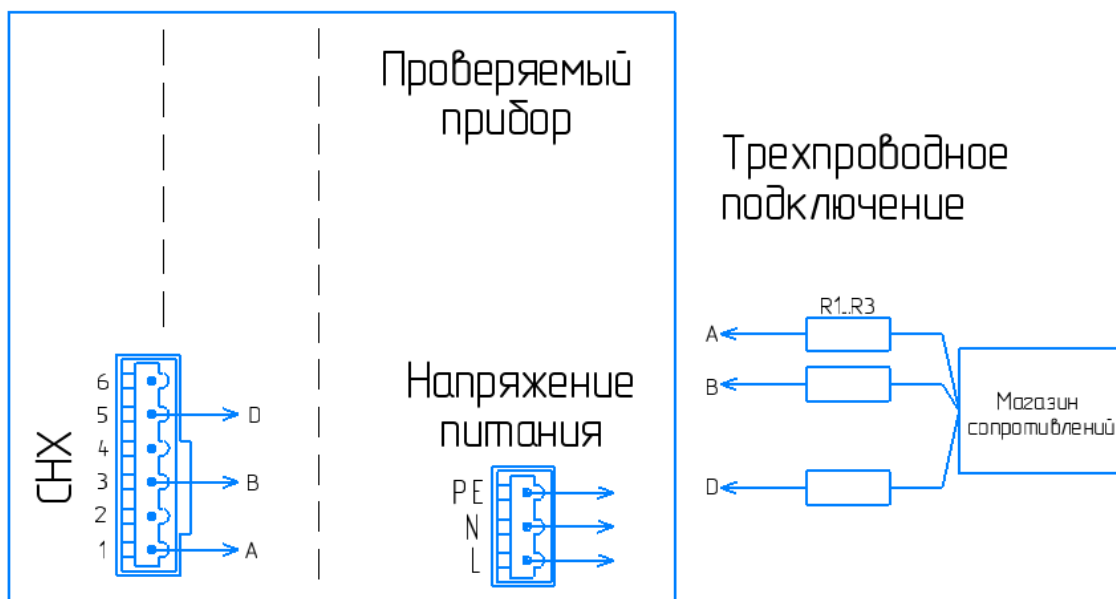 Проверяемый
прибор
Трехпроводное
подключение
R1...R3
A
B
D
Магазин
сопротивлений
CHX
6
5
4
3
2
1
D
B
A
Напряжение
питания
PE
N
L